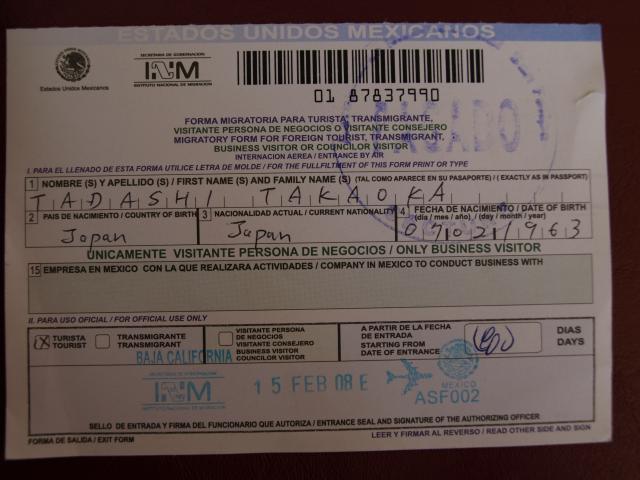 ESTADOS UNIDOS MEXICANOS
Estados Unidos Mexicanos
SECRETARIA DE GOBERNACION
INM
INSTITUTO NACIONAL DE MIGRACION
01 87837990
FORMA MIGRATORIA PARA TURISTA, TRANSMIGRANTE,
VISITANTE PERSONA DE NEGOCIOS O VISITANTE CONSEJERO
MIGRATORY FORM FOR FOREIGN TOURIST, TRANSMIGRANT,
BUSINESS VISITOR OR COUNCILOR VISITOR
INTERNACION AEREA / ENTRANCE BY AIR
I. PARA EL LLENADO DE ESTA FORMA UTILICE LETRA DE MOLDE / FOR THE FULLFILTMENT OF THIS FORM PRINT OR TYPE
1 NOMBRE (S) Y APELLIDO (S) / FIRST NAME (S) AND FAMILY NAME (S) (TAL COMO APARECE EN SU PASAPORTE) / (EXACTLY AS IN PASSPORT)
TADASHI TAKAOKA
2 PAIS DE NACIMIENTO / COUNTRY OF BIRTH 3 NACIONALIDAD ACTUAL / CURRENT NATIONALITY 4 FECHA DE NACIMIENTO / DATE OF BIRTH
(día / mes / año) / (day / month / year)
Japan Japan 07021963
UNICAMENTE VISITANTE PERSONA DE NEGOCIOS / ONLY BUSINESS VISITOR
15 EMPRESA EN MEXICO CON LA QUE REALIZARA ACTIVIDADES / COMPANY IN MEXICO TO CONDUCT BUSINESS WITH
II. PARA USO OFICIAL / FOR OFFICIAL USE ONLY
X TURISTA
TOURIST
TRANSMIGRANTE
TRANSMIGRANT
VISITANTE PERSONA
DE NEGOCIOS
VISITANTE CONSEJERO
BUSINESS VISITOR
COUNCILOR VISITOR
A PARTIR DE LA FECHA
DE ENTRADA
STARTING FROM
DATE OF ENTRANCE
DIAS
DAYS
BAJA CALIFORNIA
SECRETARIA DE GOBERNACION
INM
INSTITUTO NACIONAL DE MIGRACION
15 FEB 08 E
MEXICO
ASF002
SELLO DE ENTRADA Y FIRMA DEL FUNCIONARIO QUE AUTORIZA / ENTRANCE SEAL AND SIGNATURE OF THE AUTHORIZING OFFICER
FORMA DE SALIDA / EXIT FORM
LEER Y FIRMAR AL REVERSO / READ OTHER SIDE AND SIGN